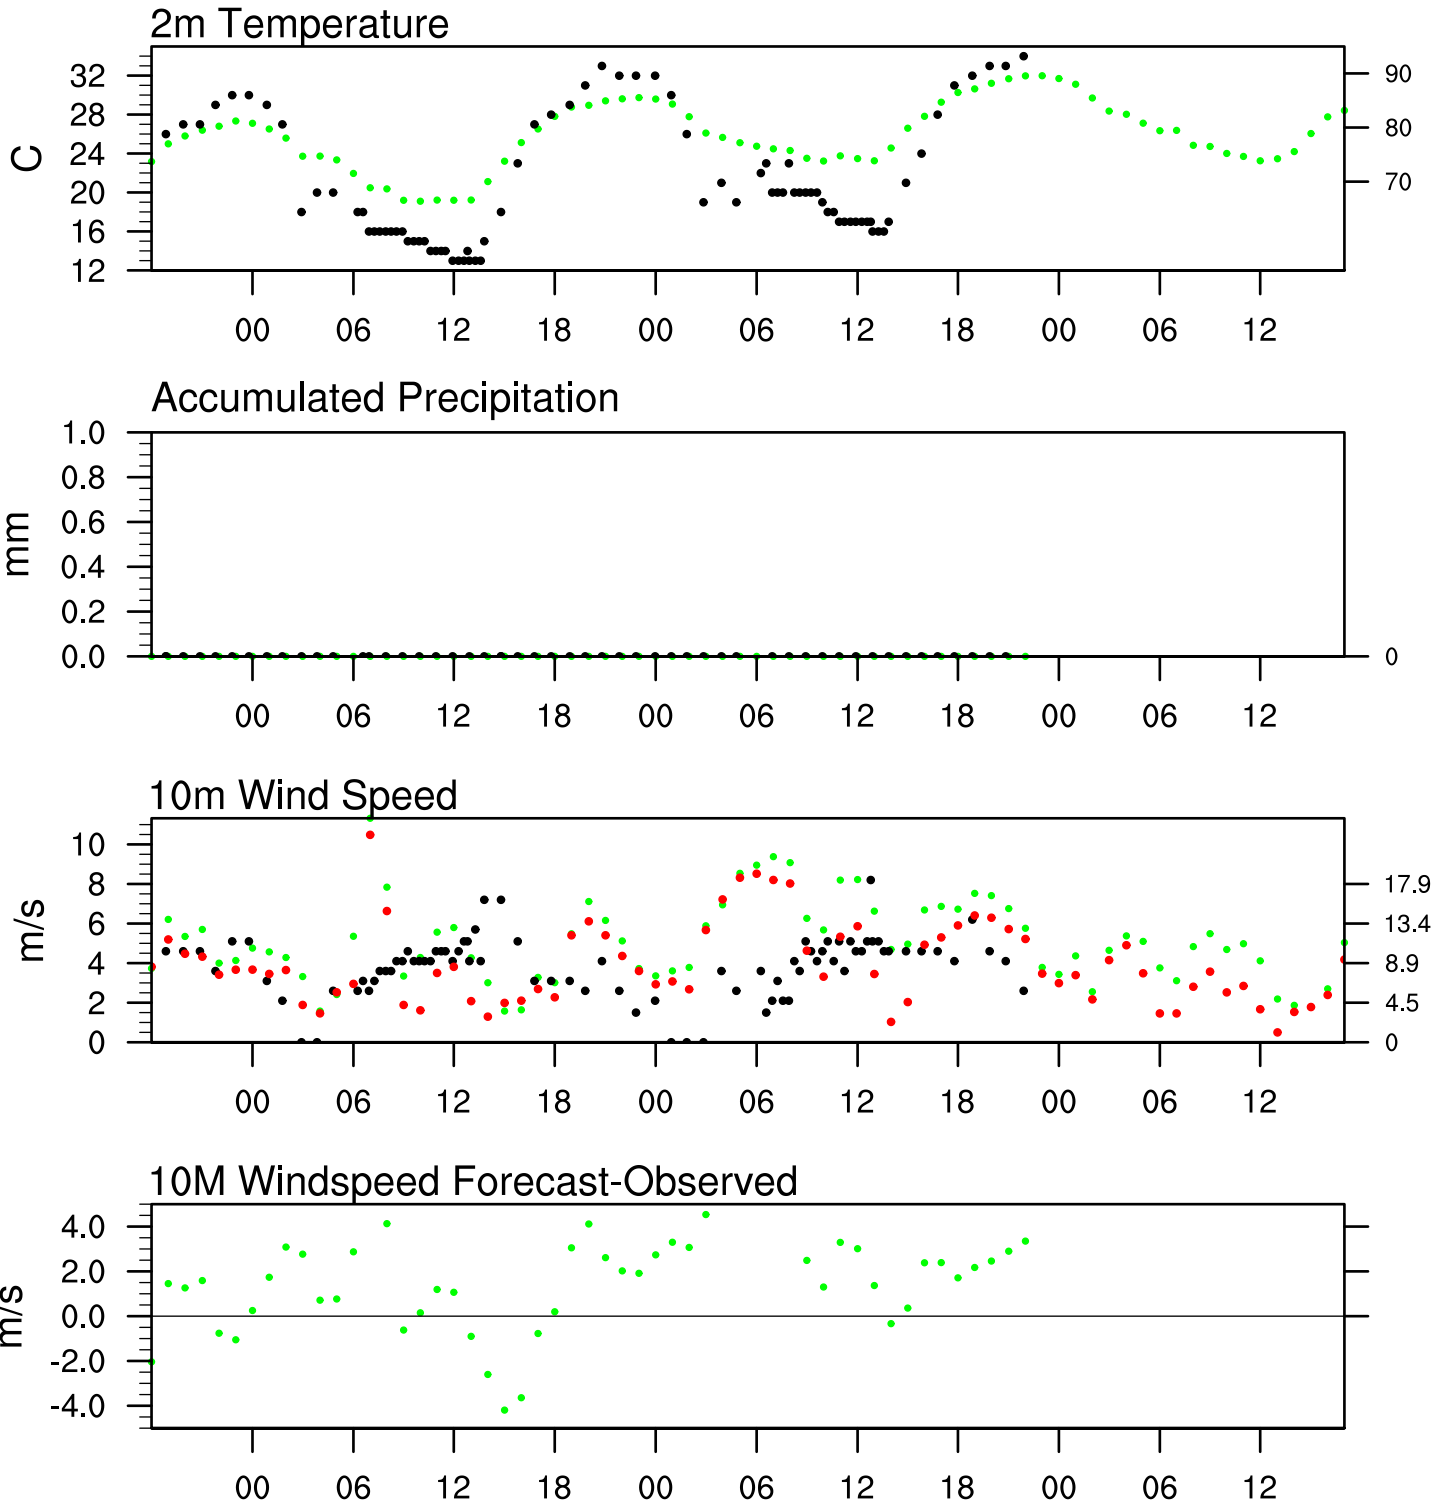 2m Temperature
32
28
24
20
16
12
C
90
80
70
00 06 12 18 00 06 12 18 00 06 12
Accumulated Precipitation
1.0
0.8
0.6
0.4
0.2
0.0
mm
0
00 06 12 18 00 06 12 18 00 06 12
10m Wind Speed
10
8
6
4
2
0
m/s
17.9
13.4
8.9
4.5
0
00 06 12 18 00 06 12 18 00 06 12
10M Windspeed Forecast-Observed
4.0
2.0
0.0
-2.0
-4.0
m/s
00 06 12 18 00 06 12 18 00 06 12